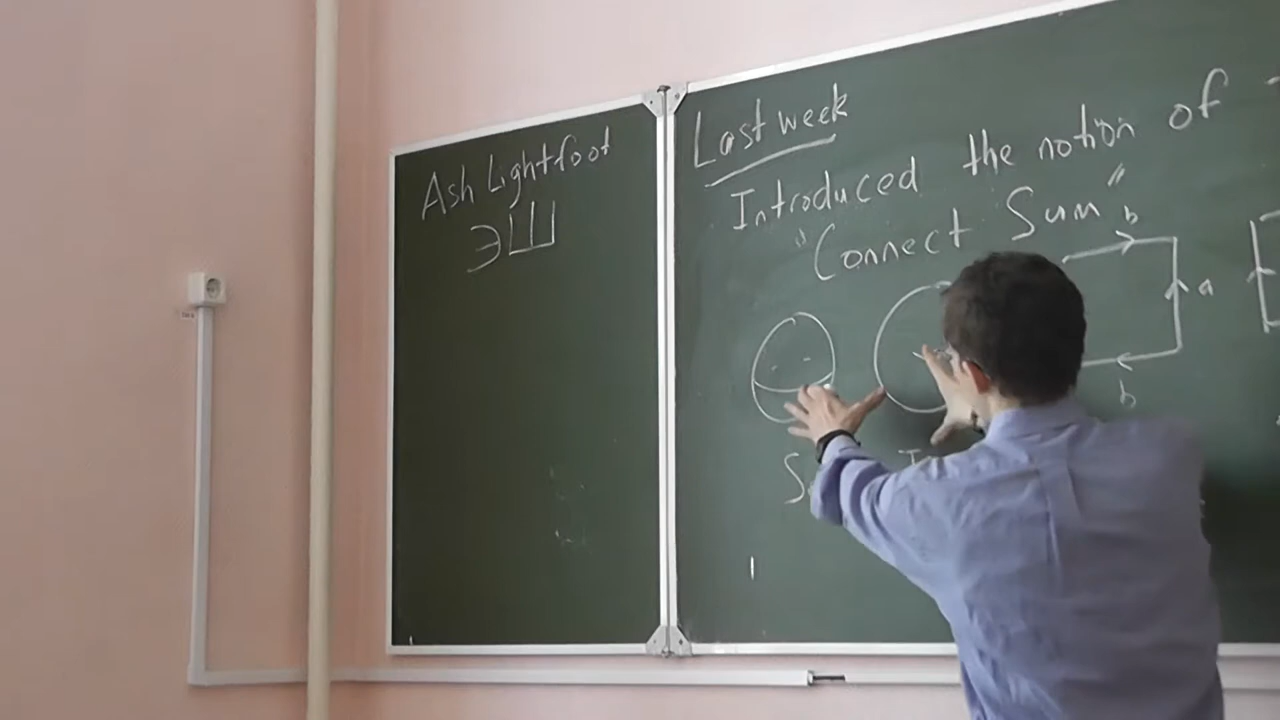 Ash Lightfoot
ЭШ
Last week
Introduced the notion of
"Connect Sum"
b
a
b